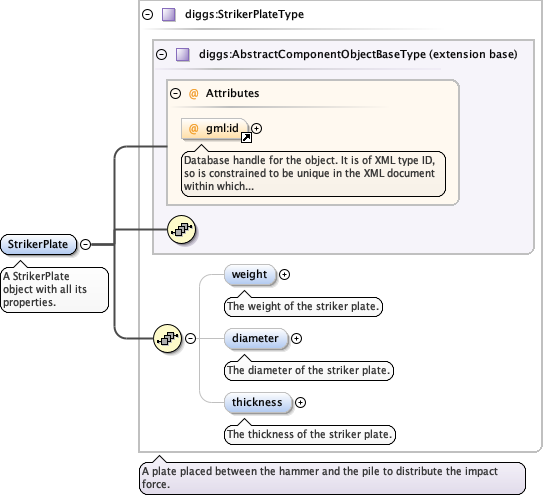 diggs:StrikerPlateType
diggs:AbstractComponentObjectBaseType (extension base)
@ Attributes
@ gml:id
Database handle for the object. It is of XML type ID,
so is constrained to be unique in the XML document
within which...
StrikerPlate
A StrikerPlate
object with all its
properties.
weight
The weight of the striker plate.
diameter
The diameter of the striker plate.
thickness
The thickness of the striker plate.
A plate placed between the hammer and the pile to distribute the impact
force.